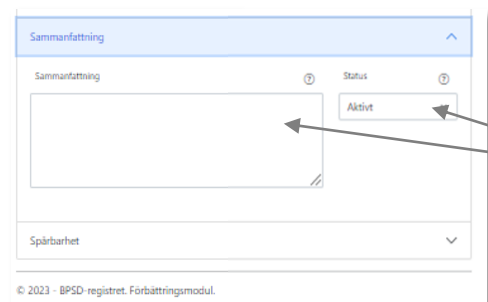 Sammanfattning
Sammanfattning
Status
Aktivt
Spårbarhet
© 2023 - BPSD-registret. Förbättringsmodul.